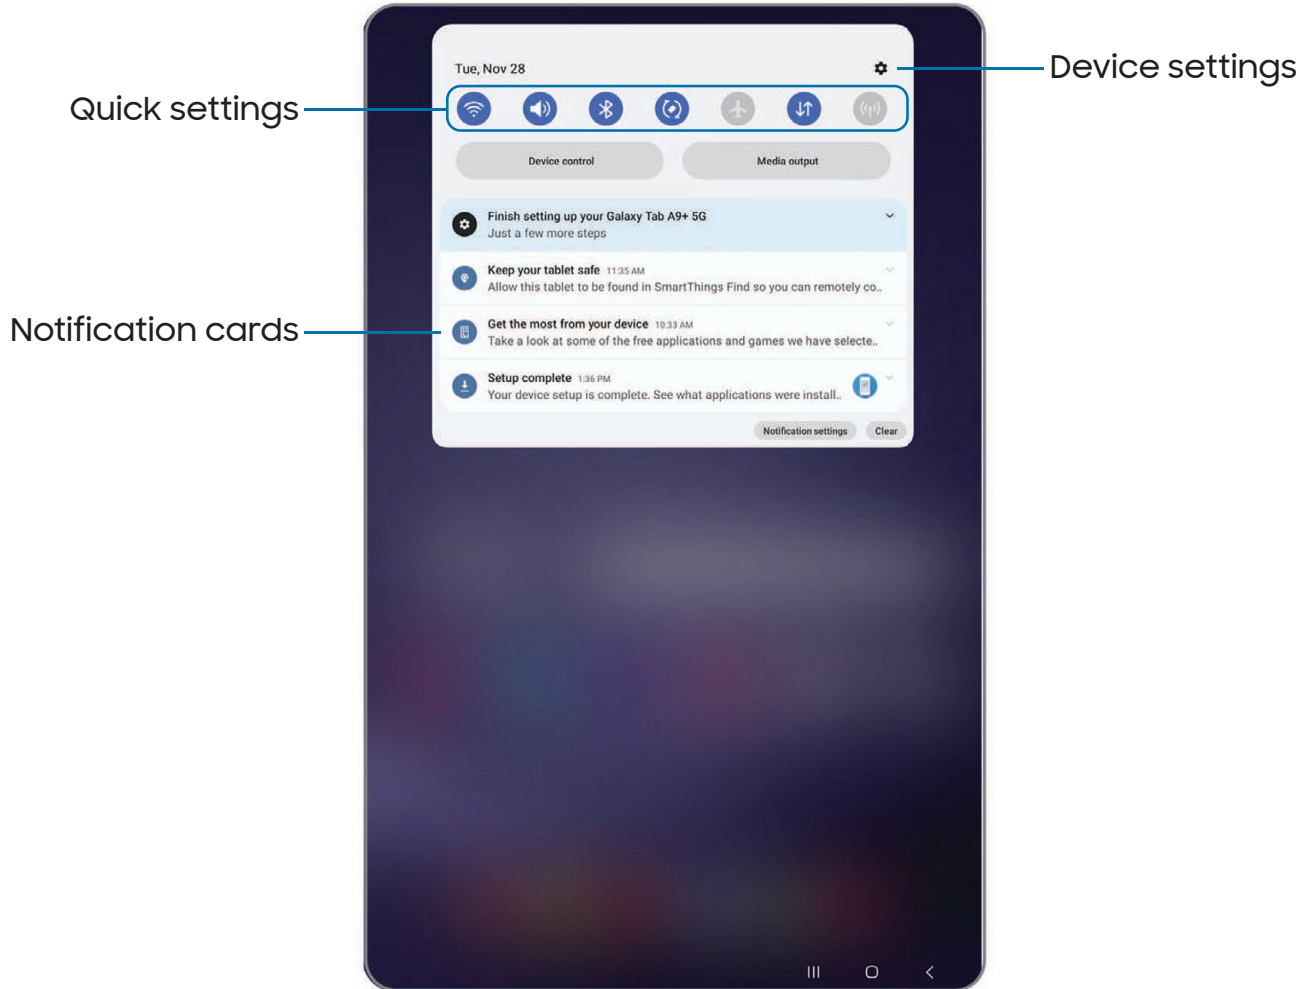 Tue, Nov 28
Device settings
Quick settings
Device control
Media output
Finish setting up your Galaxy Tab A9+ 5G
Just a few more steps
Keep your tablet safe 11:35 AM
Allow this tablet to be found in SmartThings Find so you can remotely co..
Notification cards
Get the most from your device 10:33 AM
Take a look at some of the free applications and games we have selecte..
Setup complete 1:36 PM
Your device setup is complete. See what applications were install..
Notification settings
Clear